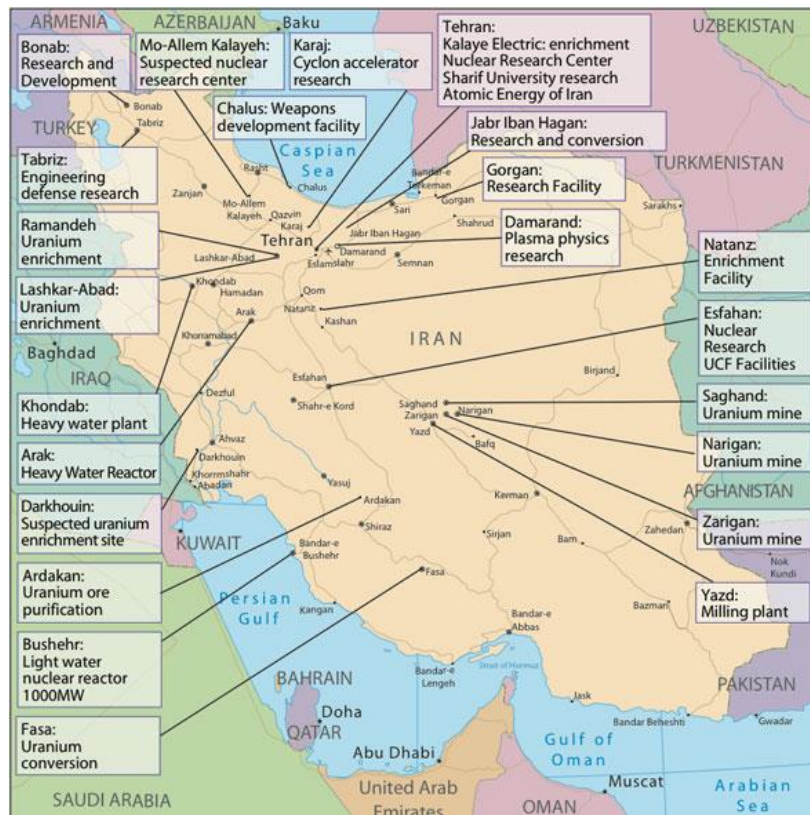 ARMENIA
AZERBAIJAN
Baku
UZBEKISTAN
Bonab:
Research and
Development
Mo-Allem Kalayeh:
Suspected nuclear
research center
Karaj:
Cyclon accelerator
research
Tehran:
Kalaye Electric: enrichment
Nuclear Research Center
Sharif University research
Atomic Energy of Iran
Chalus: Weapons
development facility
Jabr Iban Hagan:
Research and conversion
Gorgan:
Research Facility
Damarand:
Plasma physics
research
TURKEY
Bonab
Tabriz
Caspian
Sea
TURKMENISTAN
Tabriz:
Engineering
defense research
Rasht
Chalus
Bandar-e
Torkeman
Gorgan
Zanjan
Mo-Allem
Kalayeh
Sari
Sarakhs
Qazvin
Karaj
Jabr Iban Hagan
Shahrud
Ramandeh
Uranium
enrichment
Tehran
Damarand
Lashkar-Abad
Eslamslahr
Semnan
Natanz:
Enrichment
Facility
Lashkar-Abad:
Uranium
enrichment
Khondab
Hamadan
Qom
Natanz
Arak
Kashan
IRAN
Esfahan:
Nuclear
Research
UCF Facilities
Khorramabad
Baghdad
IRAQ
Esfahan
Birjand
Dezful
Shahr-e Kord
Saghand
Zarigan
Narigan
Yazd
Bafq
Saghand:
Uranium mine
Khondab:
Heavy water plant
Ahvaz
Darkhouin
Narigan:
Uranium mine
Arak:
Heavy Water Reactor
Khorrmshahr
Abadan
Yasuj
Ardakan
Kerman
AFGHANISTAN
Darkhouin:
Suspected uranium
enrichment site
Shiraz
Sirjan
Zahedan
Zarigan:
Uranium mine
KUWAIT
Bandar-e
Bushehr
Bam
Nok
Kundi
Ardakan:
Uranium ore
purification
Fasa
Yazd:
Milling plant
Persian
Gulf
Kangan
Bazman
Bandar-e
Abbas
Bushehr:
Light water
nuclear reactor
1000MW
BAHRAIN
Bandar-e
Lengeh
Strait of Hormuz
Jask
PAKISTAN
Doha
Bandar Beheshti
Gwadar
Fasa:
Uranium
conversion
QATAR
Abu Dhabi
Gulf of
Oman
Muscat
Arabian
Sea
SAUDI ARABIA
United Arab
Emirates
OMAN